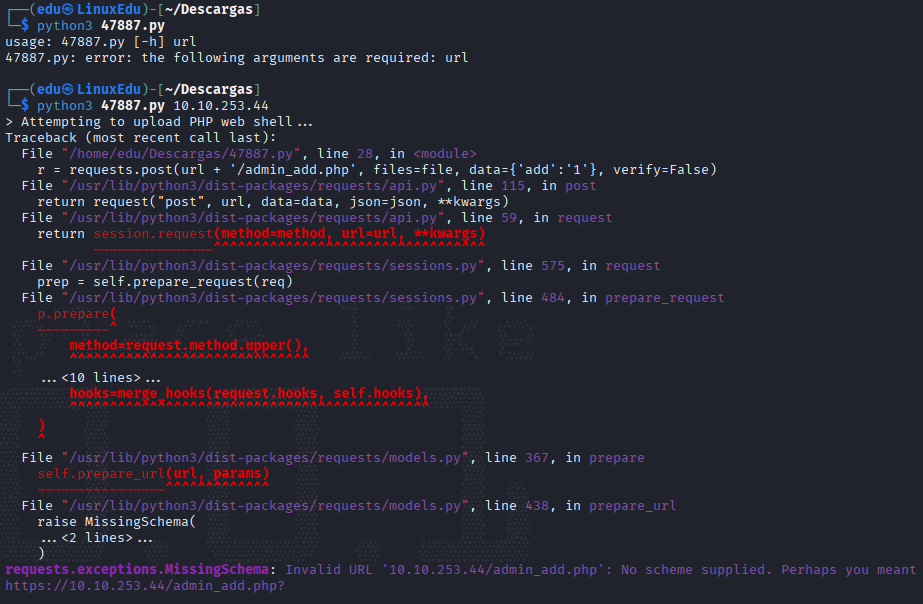 ┌──(edu㉿LinuxEdu)-[~/Descargas]
└─$ python3 47887.py
usage: 47887.py [-h] url
47887.py: error: the following arguments are required: url
┌──(edu㉿LinuxEdu)-[~/Descargas]
└─$ python3 47887.py 10.10.253.44
> Attempting to upload PHP web shell...
Traceback (most recent call last):
  File "/home/edu/Descargas/47887.py", line 28, in <module>
    r = requests.post(url + '/admin_add.php', files=file, data={'add':'1'}, verify=False)
  File "/usr/lib/python3/dist-packages/requests/api.py", line 115, in post
    return request("post", url, data=data, json=json, **kwargs)
  File "/usr/lib/python3/dist-packages/requests/api.py", line 59, in request
    return session.request(method=method, url=url, **kwargs)
           ~~~~~~~~~~~~~~~^^^^^^^^^^^^^^^^^^^^^^^^^^^^^^^^^^
  File "/usr/lib/python3/dist-packages/requests/sessions.py", line 575, in request
    prep = self.prepare_request(req)
  File "/usr/lib/python3/dist-packages/requests/sessions.py", line 484, in prepare_request
    p.prepare(
    ~~~~~~~~~^
        method=request.method.upper(),
        ^^^^^^^^^^^^^^^^^^^^^^^^^^^^^^
    ...<10 lines>...
        hooks=merge_hooks(request.hooks, self.hooks),
        ^^^^^^^^^^^^^^^^^^^^^^^^^^^^^^^^^^^^^^^^^^^^^
    )
    ^
  File "/usr/lib/python3/dist-packages/requests/models.py", line 367, in prepare
    self.prepare_url(url, params)
    ~~~~~~~~~~~~~~~~^^^^^^^^^^^^^
  File "/usr/lib/python3/dist-packages/requests/models.py", line 438, in prepare_url
    raise MissingSchema(
    ...<2 lines>...
    )
requests.exceptions.MissingSchema: Invalid URL '10.10.253.44/admin_add.php': No scheme supplied. Perhaps you meant
https://10.10.253.44/admin_add.php?